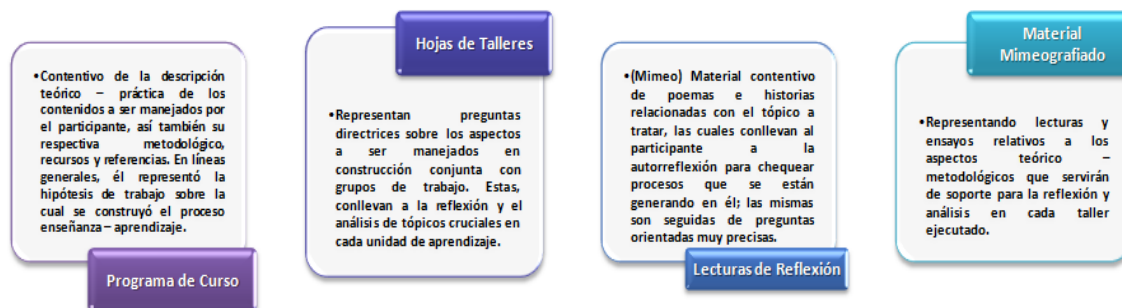 •Contentivo de la descripción
teórico – práctica de los
contenidos a ser manejados por
el participante, así también su
respectiva metodológico,
recursos y referencias. En líneas
generales, él representó la
hipótesis de trabajo sobre la
cual se construyó el proceso
enseñanza – aprendizaje.
Programa de Curso
Hojas de Talleres
•Representan preguntas
directrices sobre los aspectos
a ser manejados en
construcción conjunta con
grupos de trabajo. Estas,
conllevan a la reflexión y el
análisis de tópicos cruciales en
cada unidad de aprendizaje.
•(Mimeo) Material contentivo
de poemas e historias
relacionadas con el tópico a
tratar, las cuales conllevan al
participante a la
autorreflexión para chequear
procesos que se están
generando en él; las mismas
son seguidas de preguntas
orientadas muy precisas.
Lecturas de Reflexión
Material
Mimeografiado
•Representando lecturas y
ensayos relativos a los
aspectos teórico –
metodológicos que servirán
de soporte para la reflexión y
análisis en cada taller
ejecutado.